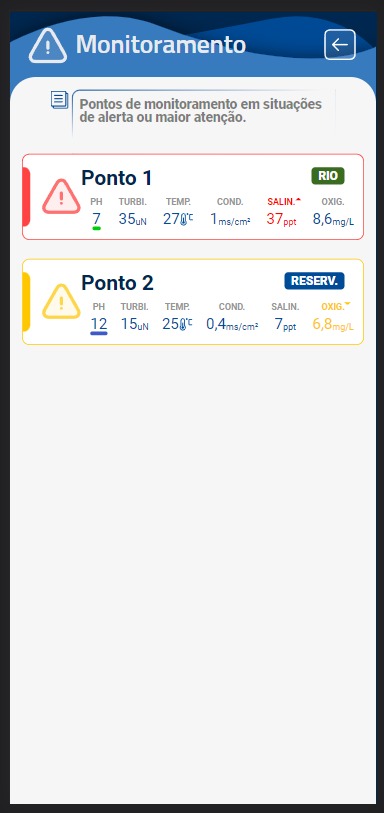 Monitoramento
Pontos de monitoramento em situações
de alerta ou maior atenção.
Ponto 1
RIO
PH TURBI. TEMP. COND. SALIN. OXIG.
7 35uN 27°C 1ms/cm² 37ppt 8,6mg/L
Ponto 2
RESERV.
PH TURBI. TEMP. COND. SALIN. OXIG.
12 15uN 25°C 0,4ms/cm² 7ppt 6,8mg/L